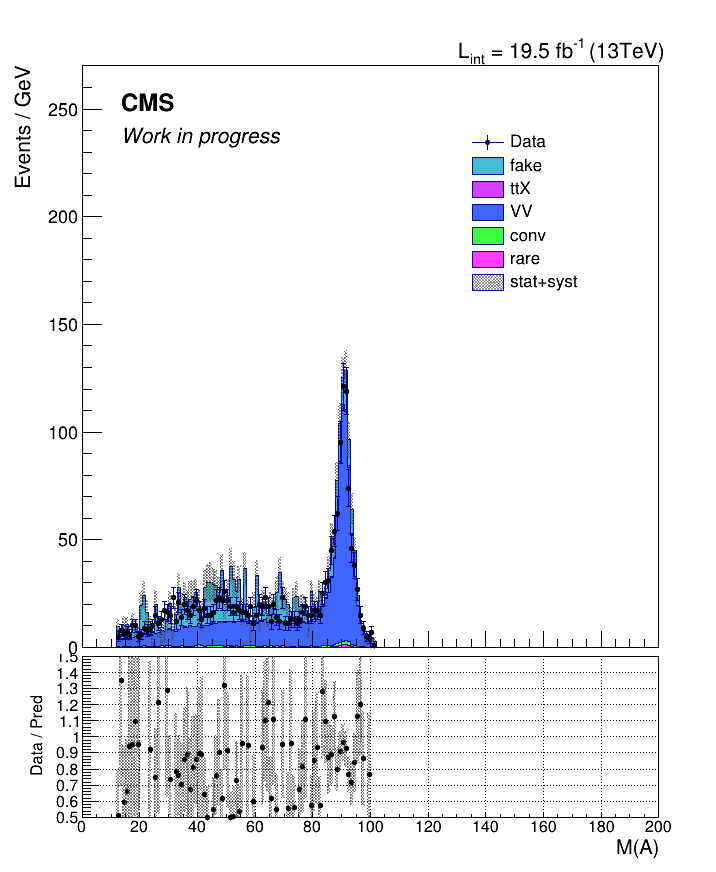 L_int = 19.5 fb^-1 (13TeV)
Events / GeV
CMS
Work in progress
Data
fake
ttX
VV
conv
rare
stat+syst
250
200
150
100
50
0
Data / Pred
1.5
1.4
1.3
1.2
1.1
1
0.9
0.8
0.7
0.6
0.5
0 20 40 60 80 100 120 140 160 180 200
M(A)